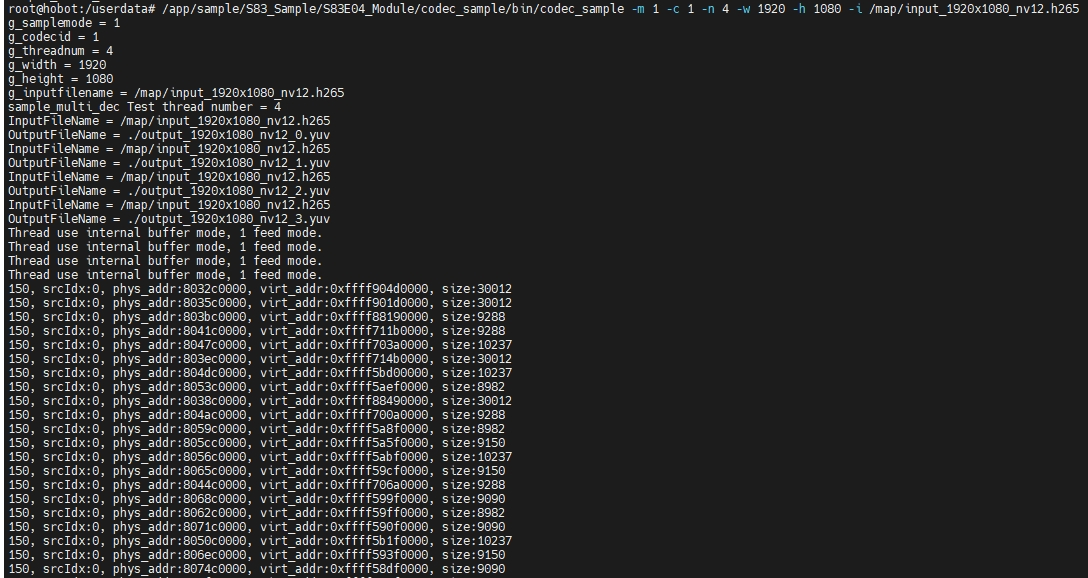 root@hobot:/userdata# /app/sample/S83_Sample/S83E04_Module/codec_sample/bin/codec_sample -m 1 -c 1 -n 4 -w 1920 -h 1080 -i /map/input_1920x1080_nv12.h265
g_samplemode = 1
g_codecid = 1
g_threadnum = 4
g_width = 1920
g_height = 1080
g_inputfilename = /map/input_1920x1080_nv12.h265
sample_multi_dec Test thread number = 4
InputFileName = /map/input_1920x1080_nv12.h265
OutputFileName = ./output_1920x1080_nv12_0.yuv
InputFileName = /map/input_1920x1080_nv12.h265
OutputFileName = ./output_1920x1080_nv12_1.yuv
InputFileName = /map/input_1920x1080_nv12.h265
OutputFileName = ./output_1920x1080_nv12_2.yuv
InputFileName = /map/input_1920x1080_nv12.h265
OutputFileName = ./output_1920x1080_nv12_3.yuv
Thread use internal buffer mode, 1 feed mode.
Thread use internal buffer mode, 1 feed mode.
Thread use internal buffer mode, 1 feed mode.
Thread use internal buffer mode, 1 feed mode.
150, srcIdx:0, phys_addr:8032c0000, virt_addr:0xffff904d0000, size:30012
150, srcIdx:0, phys_addr:8035c0000, virt_addr:0xffff901d0000, size:30012
150, srcIdx:0, phys_addr:803bc0000, virt_addr:0xffff88190000, size:9288
150, srcIdx:0, phys_addr:8041c0000, virt_addr:0xffff711b0000, size:9288
150, srcIdx:0, phys_addr:8047c0000, virt_addr:0xffff703a0000, size:10237
150, srcIdx:0, phys_addr:803ec0000, virt_addr:0xffff714b0000, size:30012
150, srcIdx:0, phys_addr:804dc0000, virt_addr:0xffff5bd00000, size:10237
150, srcIdx:0, phys_addr:8053c0000, virt_addr:0xffff5aef0000, size:8982
150, srcIdx:0, phys_addr:8038c0000, virt_addr:0xffff88490000, size:30012
150, srcIdx:0, phys_addr:804ac0000, virt_addr:0xffff700a0000, size:9288
150, srcIdx:0, phys_addr:8059c0000, virt_addr:0xffff5a8f0000, size:8982
150, srcIdx:0, phys_addr:805cc0000, virt_addr:0xffff5a5f0000, size:9150
150, srcIdx:0, phys_addr:8056c0000, virt_addr:0xffff5abf0000, size:10237
150, srcIdx:0, phys_addr:8065c0000, virt_addr:0xffff59cf0000, size:9150
150, srcIdx:0, phys_addr:8044c0000, virt_addr:0xffff706a0000, size:9288
150, srcIdx:0, phys_addr:8068c0000, virt_addr:0xffff599f0000, size:9090
150, srcIdx:0, phys_addr:8062c0000, virt_addr:0xffff59ff0000, size:8982
150, srcIdx:0, phys_addr:8071c0000, virt_addr:0xffff590f0000, size:9090
150, srcIdx:0, phys_addr:8050c0000, virt_addr:0xffff5b1f0000, size:10237
150, srcIdx:0, phys_addr:806ec0000, virt_addr:0xffff593f0000, size:9150
150, srcIdx:0, phys_addr:8074c0000, virt_addr:0xffff58df0000, size:9090